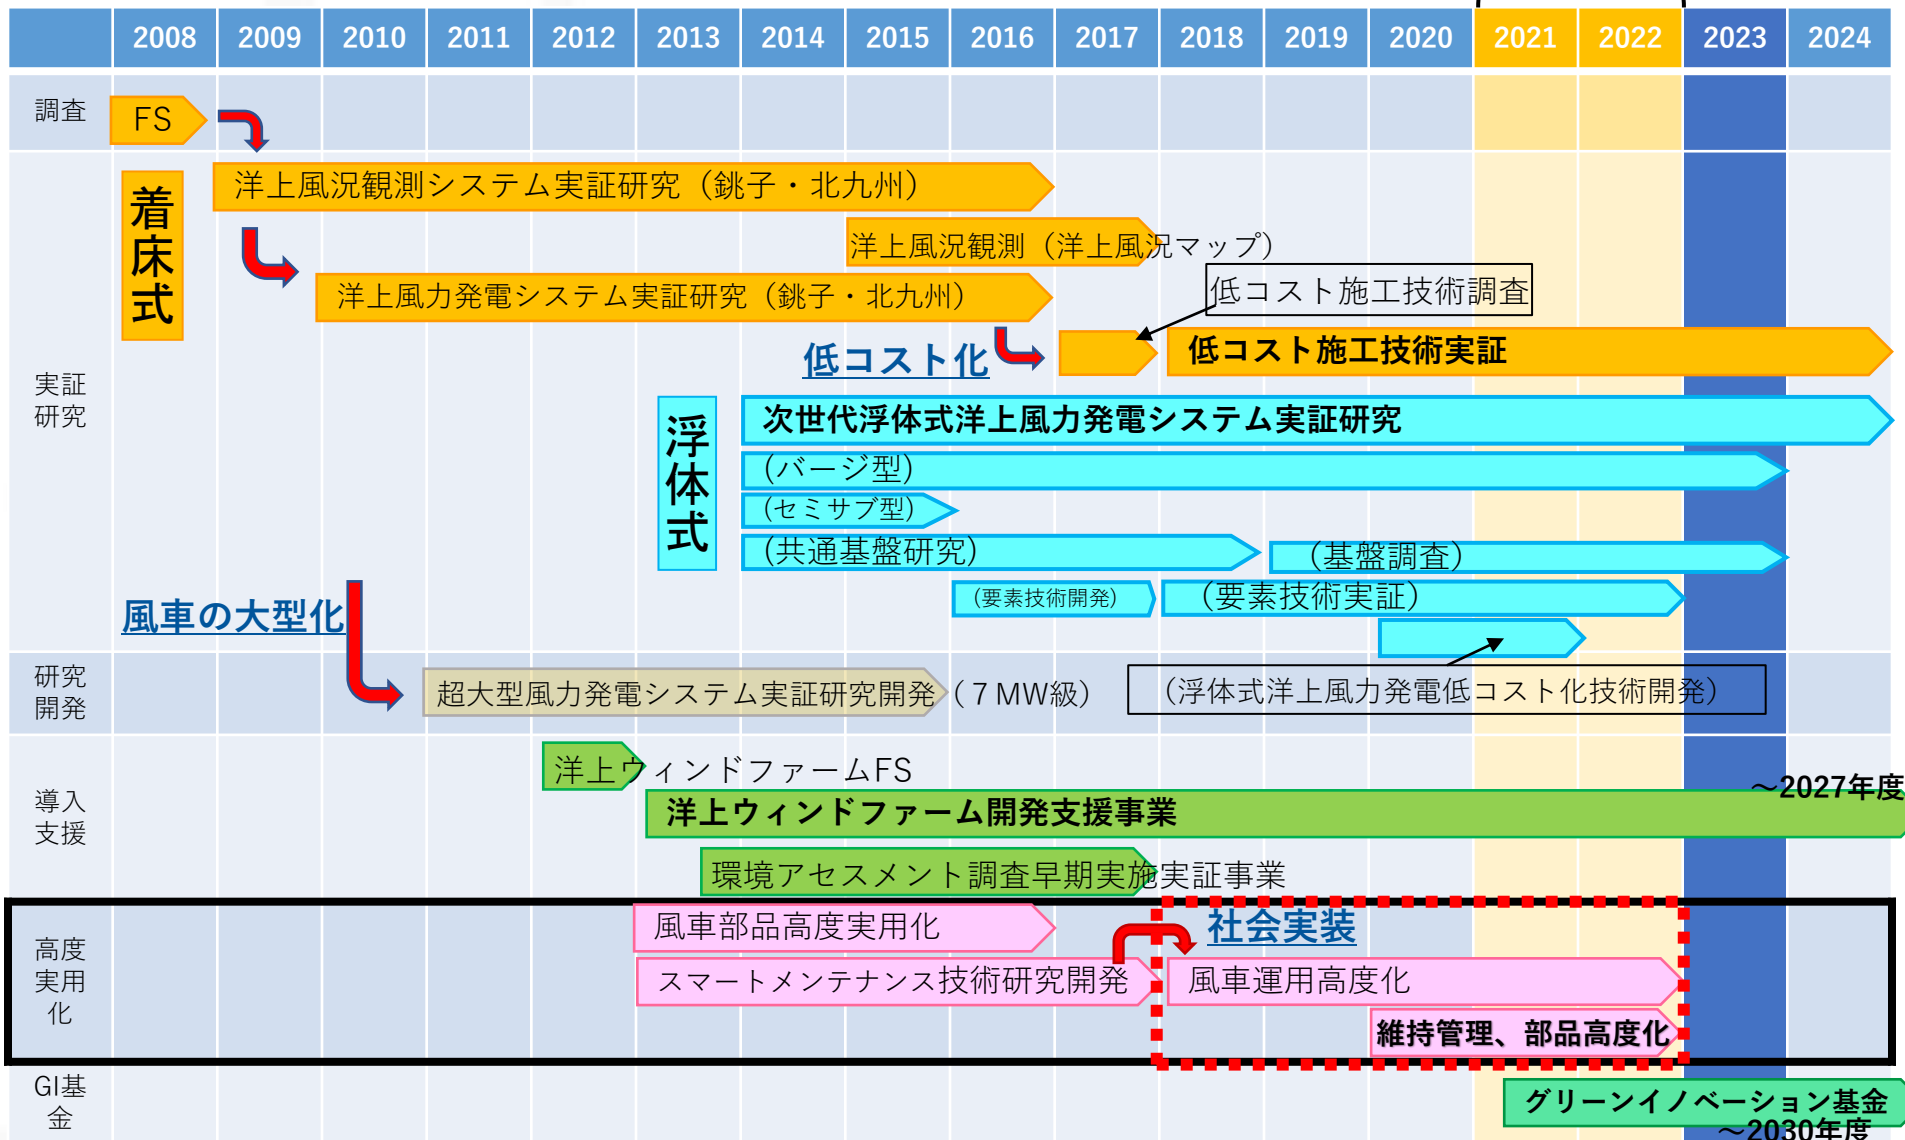 2008 2009 2010 2011 2012 2013 2014 2015 2016 2017 2018 2019 2020 2021 2022 2023 2024
調査
FS
実証
研究
着床式
洋上風況観測システム実証研究（銚子・北九州）
洋上風況観測（洋上風況マップ）
洋上風力発電システム実証研究（銚子・北九州）
低コスト施工技術調査
低コスト化
低コスト施工技術実証
浮体式
次世代浮体式洋上風力発電システム実証研究
（バージ型）
（セミサブ型）
（共通基盤研究）
（基盤調査）
（要素技術開発）
（要素技術実証）
風車の大型化
研究
開発
超大型風力発電システム実証研究開発（７MW級）
（浮体式洋上風力発電低コスト化技術開発）
導入
支援
洋上ウィンドファームFS
～2027年度
洋上ウィンドファーム開発支援事業
環境アセスメント調査早期実施実証事業
高度
実用
化
風車部品高度実用化
社会実装
スマートメンテナンス技術研究開発
風車運用高度化
維持管理、部品高度化
GI基
金
グリーンイノベーション基金
～2030年度